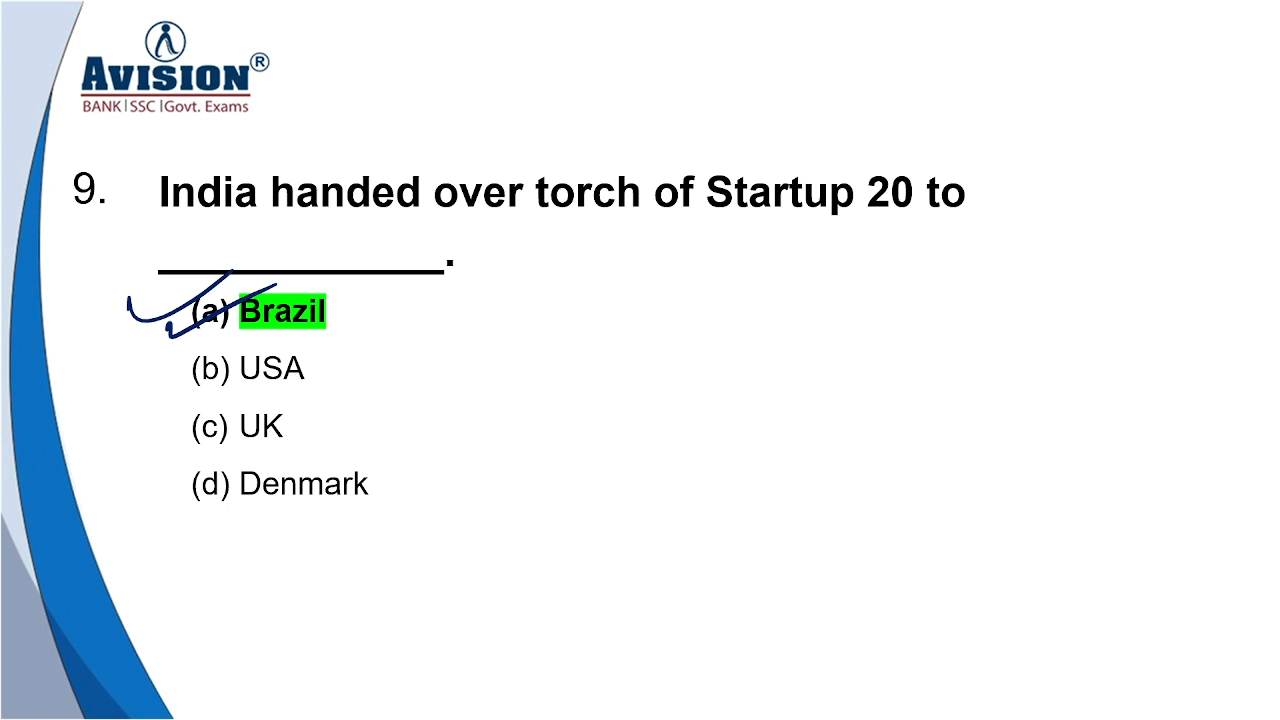 AVISION®
BANK|SSC|Govt. Exams
9. India handed over torch of Startup 20 to
____________.
(a) Brazil
(b) USA
(c) UK
(d) Denmark